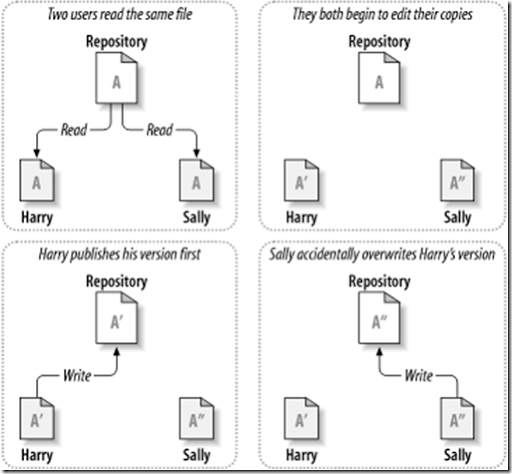 Two users read the same file
Repository
A
Read Read
A A
Harry Sally
They both begin to edit their copies
Repository
A
A′ A″
Harry Sally
Harry publishes his version first
Repository
A′
Write
A′ A″
Harry Sally
Sally accidentally overwrites Harry's version
Repository
A″
Write
A′ A″
Harry Sally